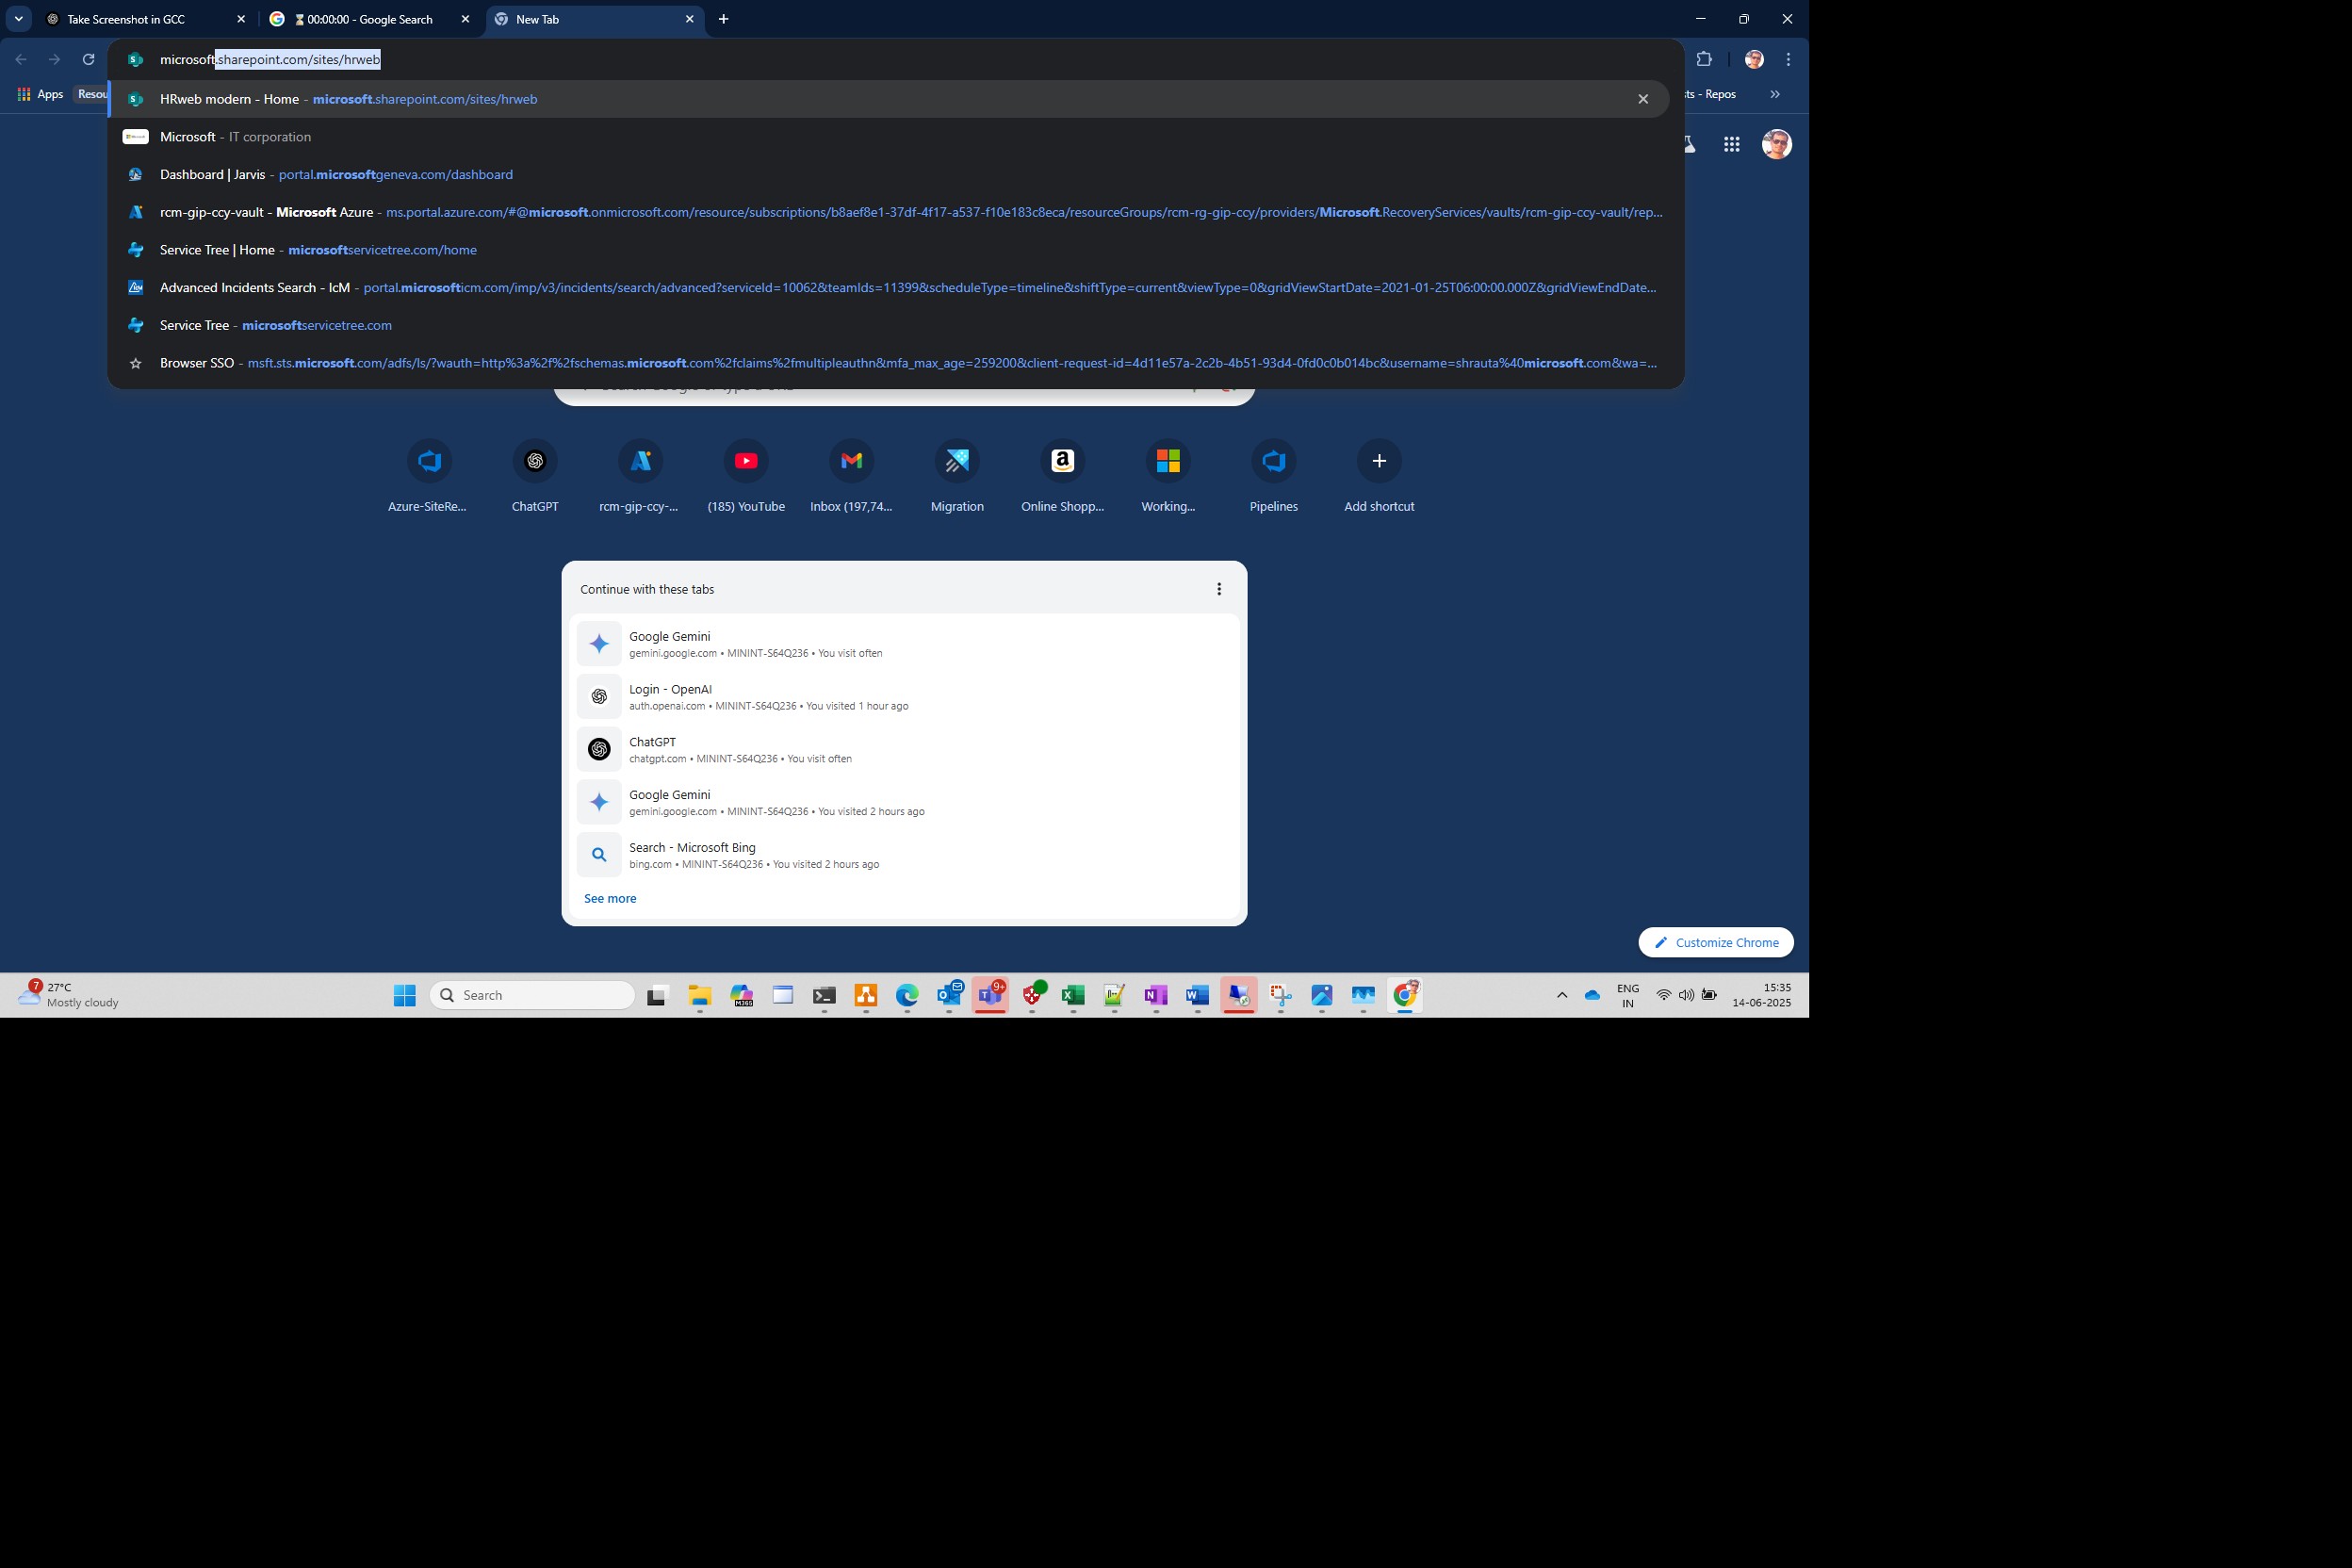 Take Screenshot in GCC
⌛00:00:00 - Google Search
New Tab
microsoft.sharepoint.com/sites/hrweb
Apps
Resou
HRweb modern - Home - microsoft.sharepoint.com/sites/hrweb
ts - Repos
Microsoft - IT corporation
Dashboard | Jarvis - portal.microsoftgeneva.com/dashboard
rcm-gip-ccy-vault - Microsoft Azure - ms.portal.azure.com/#@microsoft.onmicrosoft.com/resource/subscriptions/b8aef8e1-37df-4f17-a537-f10e183c8eca/resourceGroups/rcm-rg-gip-ccy/providers/Microsoft.RecoveryServices/vaults/rcm-gip-ccy-vault/rep...
Service Tree | Home - microsoftservicetree.com/home
Advanced Incidents Search - IcM - portal.microsofticm.com/imp/v3/incidents/search/advanced?serviceId=10062&teamIds=11399&scheduleType=timeline&shiftType=current&viewType=0&gridViewStartDate=2021-01-25T06:00:00.000Z&gridViewEndDate...
Service Tree - microsoftservicetree.com
Browser SSO - msft.sts.microsoft.com/adfs/ls/?wauth=http%3a%2f%2fschemas.microsoft.com%2fclaims%2fmultipleauthn&mfa_max_age=259200&client-request-id=4d11e57a-2c2b-4b51-93d4-0fd0c0b014bc&username=shrauta%40microsoft.com&wa=...
Azure-SiteRe...
ChatGPT
rcm-gip-ccy-...
(185) YouTube
Inbox (197,74...
Migration
Online Shopp...
Working...
Pipelines
Add shortcut
Continue with these tabs
Google Gemini
gemini.google.com • MININT-S64Q236 • You visit often
Login - OpenAI
auth.openai.com • MININT-S64Q236 • You visited 1 hour ago
ChatGPT
chatgpt.com • MININT-S64Q236 • You visit often
Google Gemini
gemini.google.com • MININT-S64Q236 • You visited 2 hours ago
Search - Microsoft Bing
bing.com • MININT-S64Q236 • You visited 2 hours ago
See more
Customize Chrome
7
27°C
Mostly cloudy
Search
M365
9+
ENG
IN
15:35
14-06-2025